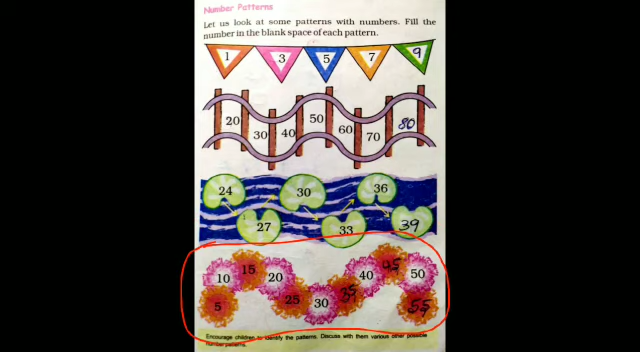 Number Patterns
Let us look at some patterns with numbers. Fill the
number in the blank space of each pattern.
1 3 5 7 9
20 30 40 50 60 70 80
24 27 30 33 36 39
5 10 15 20 25 30 35 40 45 50 55
Encourage children to identify the patterns. Discuss with them various other possible
number patterns.